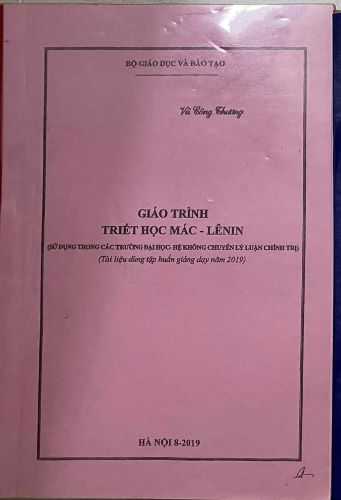 BỘ GIÁO DỤC VÀ ĐÀO TẠO
Vũ Công Thương
GIÁO TRÌNH
TRIẾT HỌC MÁC - LÊNIN
(SỬ DỤNG TRONG CÁC TRƯỜNG ĐẠI HỌC- HỆ KHÔNG CHUYÊN LÝ LUẬN CHÍNH TRỊ)
(Tài liệu dùng tập huấn giảng dạy năm 2019)
HÀ NỘI 8-2019